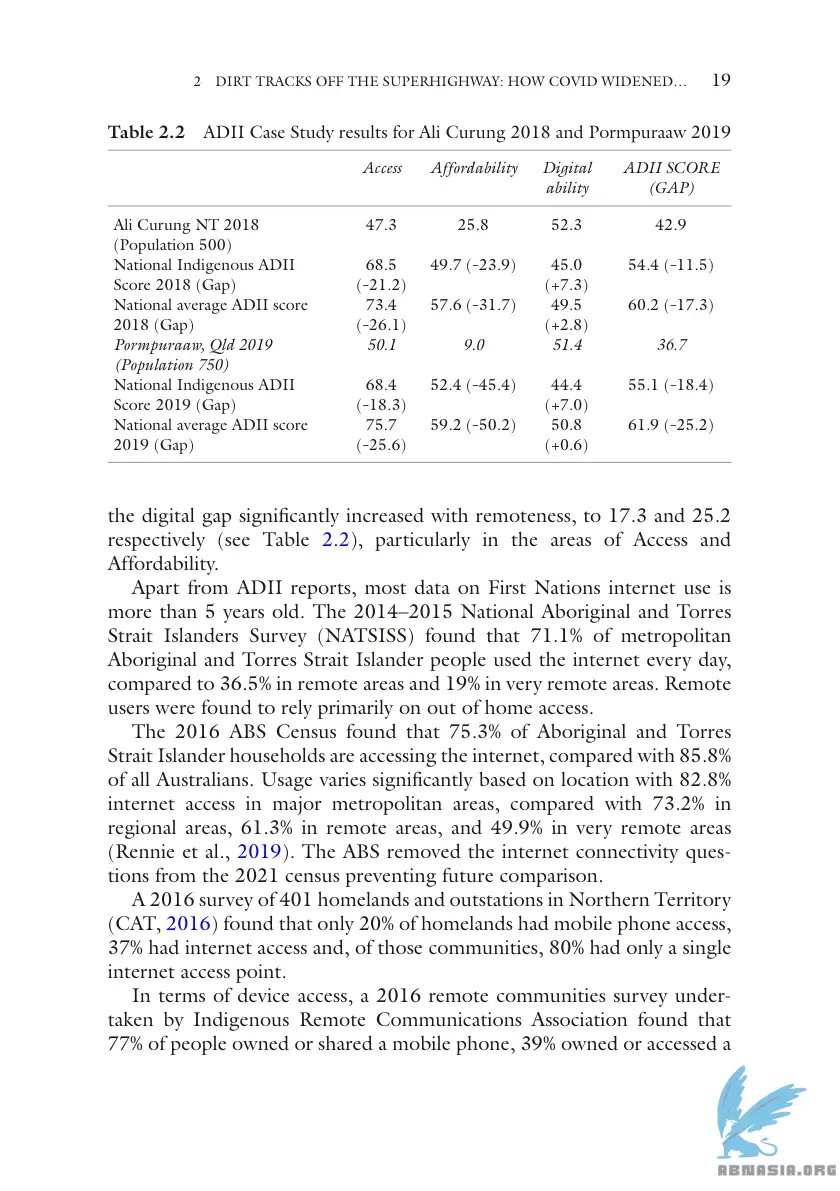 2 DIRT TRACKS OFF THE SUPERHIGHWAY: HOW COVID WIDENED… 19
Table 2.2 ADII Case Study results for Ali Curung 2018 and Pormpuraaw 2019
Access Affordability Digital ADII SCORE
ability (GAP)
Ali Curung NT 2018 47.3 25.8 52.3 42.9
(Population 500)
National Indigenous ADII 68.5 49.7 (-23.9) 45.0 54.4 (-11.5)
Score 2018 (Gap) (-21.2) (+7.3)
National average ADII score 73.4 57.6 (-31.7) 49.5 60.2 (-17.3)
2018 (Gap) (-26.1) (+2.8)
Pormpuraaw, Qld 2019 50.1 9.0 51.4 36.7
(Population 750)
National Indigenous ADII 68.4 52.4 (-45.4) 44.4 55.1 (-18.4)
Score 2019 (Gap) (-18.3) (+7.0)
National average ADII score 75.7 59.2 (-50.2) 50.8 61.9 (-25.2)
2019 (Gap) (-25.6) (+0.6)
the digital gap significantly increased with remoteness, to 17.3 and 25.2
respectively (see Table 2.2), particularly in the areas of Access and
Affordability.
Apart from ADII reports, most data on First Nations internet use is
more than 5 years old. The 2014–2015 National Aboriginal and Torres
Strait Islanders Survey (NATSISS) found that 71.1% of metropolitan
Aboriginal and Torres Strait Islander people used the internet every day,
compared to 36.5% in remote areas and 19% in very remote areas. Remote
users were found to rely primarily on out of home access.
The 2016 ABS Census found that 75.3% of Aboriginal and Torres
Strait Islander households are accessing the internet, compared with 85.8%
of all Australians. Usage varies significantly based on location with 82.8%
internet access in major metropolitan areas, compared with 73.2% in
regional areas, 61.3% in remote areas, and 49.9% in very remote areas
(Rennie et al., 2019). The ABS removed the internet connectivity ques-
tions from the 2021 census preventing future comparison.
A 2016 survey of 401 homelands and outstations in Northern Territory
(CAT, 2016) found that only 20% of homelands had mobile phone access,
37% had internet access and, of those communities, 80% had only a single
internet access point.
In terms of device access, a 2016 remote communities survey under-
taken by Indigenous Remote Communications Association found that
77% of people owned or shared a mobile phone, 39% owned or accessed a
ABNASIA.ORG